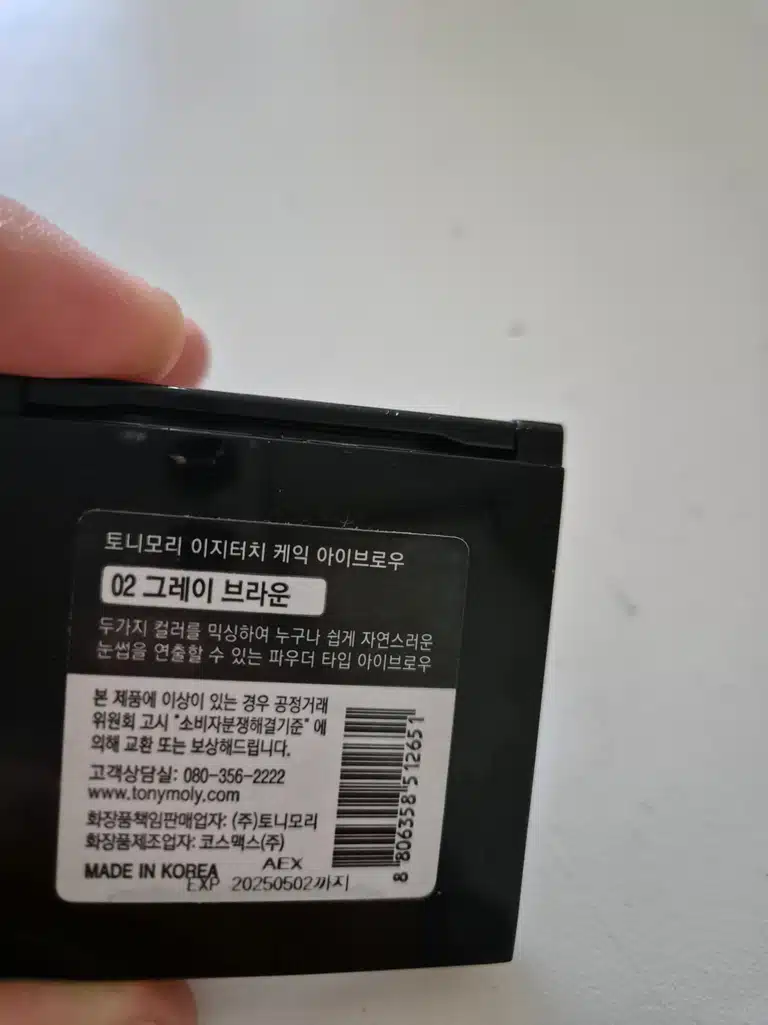 토니모리 이지터치 케익 아이브로우
02 그레이 브라운
두가지 컬러를 믹싱하여 누구나 쉽게 자연스러운
눈썹을 연출할 수 있는 파우더 타입 아이브로우
본 제품에 이상이 있는 경우 공정거래
위원회 고시 "소비자분쟁해결기준" 에
의해 교환 또는 보상해드립니다.
고객상담실: 080-356-2222
www.tonymoly.com
화장품책임판매업자: (주)토니모리
화장품제조업자: 코스맥스(주)
MADE IN KOREA
AEX
EXP 20250502까지
8 806358 512651